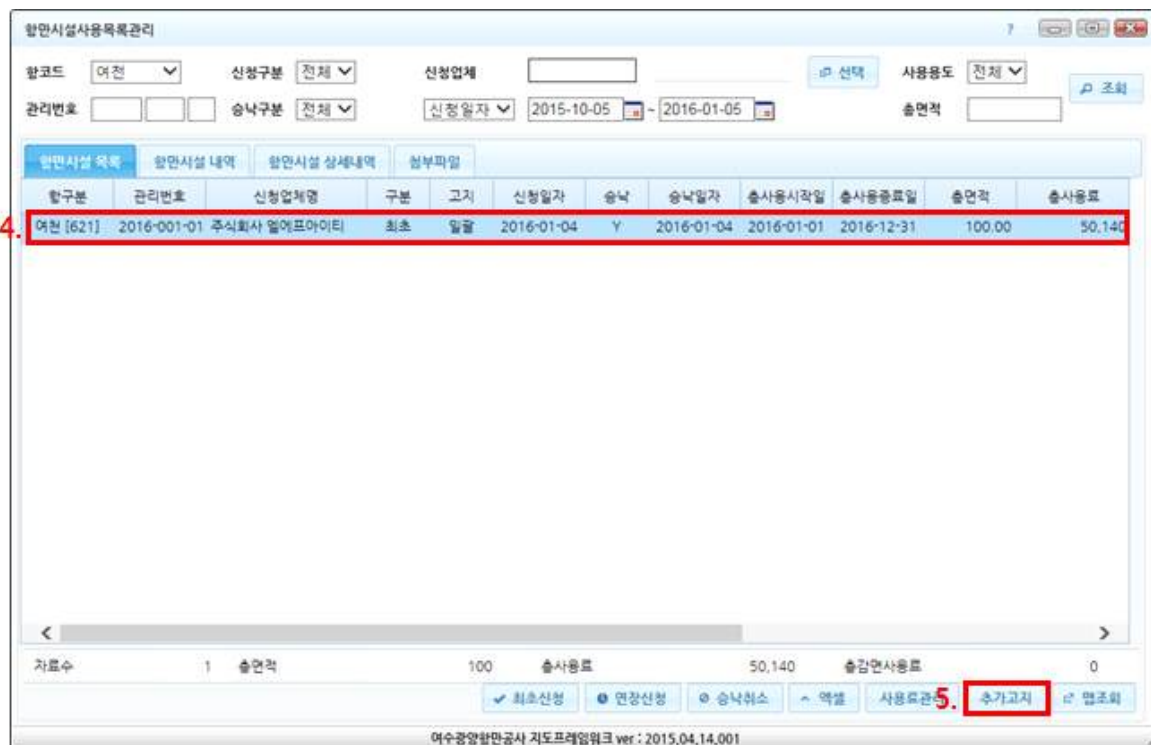 항만시설사용목록관리 ?
항코드 여천 신청구분 전체 신청업체 선택 사용용도 전체
조회
관리번호 승낙구분 전체 신청일자 2015-10-05 ~ 2016-01-05 총면적
항만시설 목록 항만시설 내역 항만시설 상세내역 첨부파일
항구분 관리번호 신청업체명 구분 고지 신청일자 승낙 승낙일자 총사용시작일 총사용종료일 총면적 총사용료
4. 여천 [621] 2016-001-01 주식회사 엘에프아이티 최초 일괄 2016-01-04 Y 2016-01-04 2016-01-01 2016-12-31 100.00 50,140
자료수 1 총면적 100 총사용료 50,140 총감면사용료 0
최초신청 연장신청 승낙취소 엑셀 사용료관리 5. 추가고지 맵조회
여수광양항만공사 지도프레임워크 ver : 2015.04.14.001